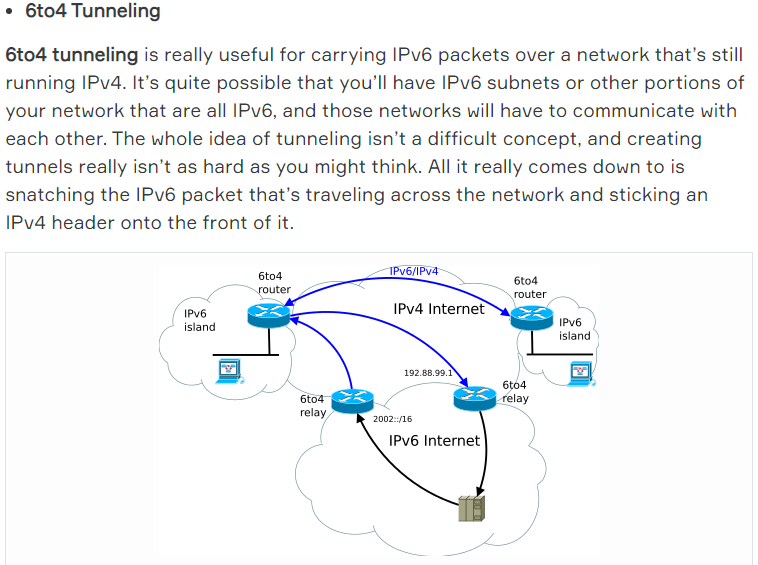 • 6to4 Tunneling
6to4 tunneling is really useful for carrying IPv6 packets over a network that’s still
running IPv4. It’s quite possible that you’ll have IPv6 subnets or other portions of
your network that are all IPv6, and those networks will have to communicate with
each other. The whole idea of tunneling isn’t a difficult concept, and creating
tunnels really isn’t as hard as you might think. All it really comes down to is
snatching the IPv6 packet that’s traveling across the network and sticking an
IPv4 header onto the front of it.
IPv6/IPv4
6to4
router
6to4
router
IPv4 Internet
IPv6
island
IPv6
island
192.88.99.1
6to4
relay
6to4
relay
2002::/16
IPv6 Internet